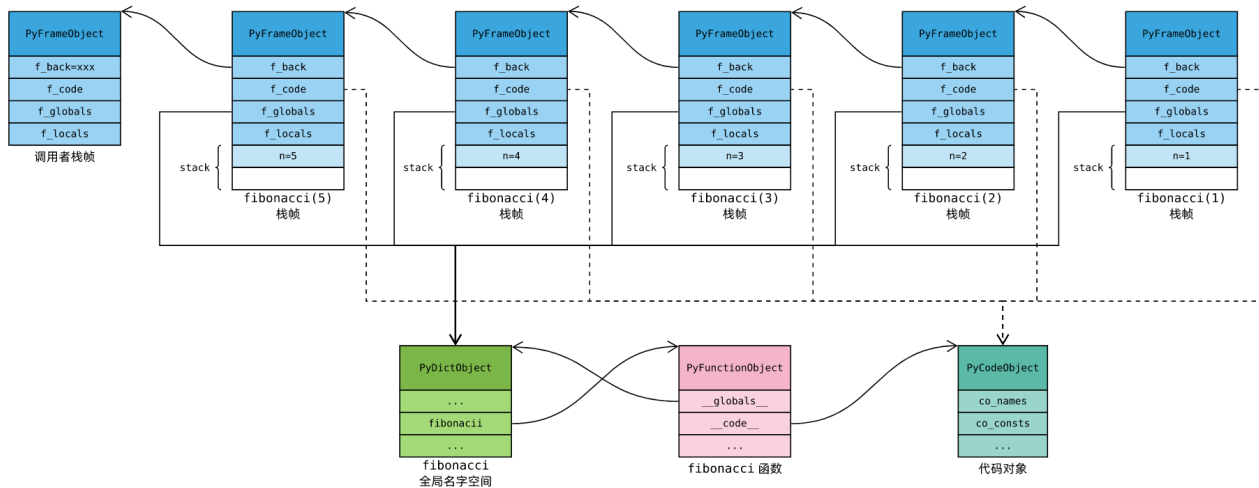 PyFrameObject
f_back=xxx
f_code
f_globals
f_locals
调用者栈帧
PyFrameObject
f_back
f_code
f_globals
f_locals
stack
n=5
fibonacci(5)
栈帧
PyFrameObject
f_back
f_code
f_globals
f_locals
stack
n=4
fibonacci(4)
栈帧
PyFrameObject
f_back
f_code
f_globals
f_locals
stack
n=3
fibonacci(3)
栈帧
PyFrameObject
f_back
f_code
f_globals
f_locals
stack
n=2
fibonacci(2)
栈帧
PyFrameObject
f_back
f_code
f_globals
f_locals
stack
n=1
fibonacci(1)
栈帧
PyDictObject
...
fibonacii
...
fibonacci
全局名字空间
PyFunctionObject
__globals__
__code__
...
fibonacci 函数
PyCodeObject
co_names
co_consts
...
代码对象